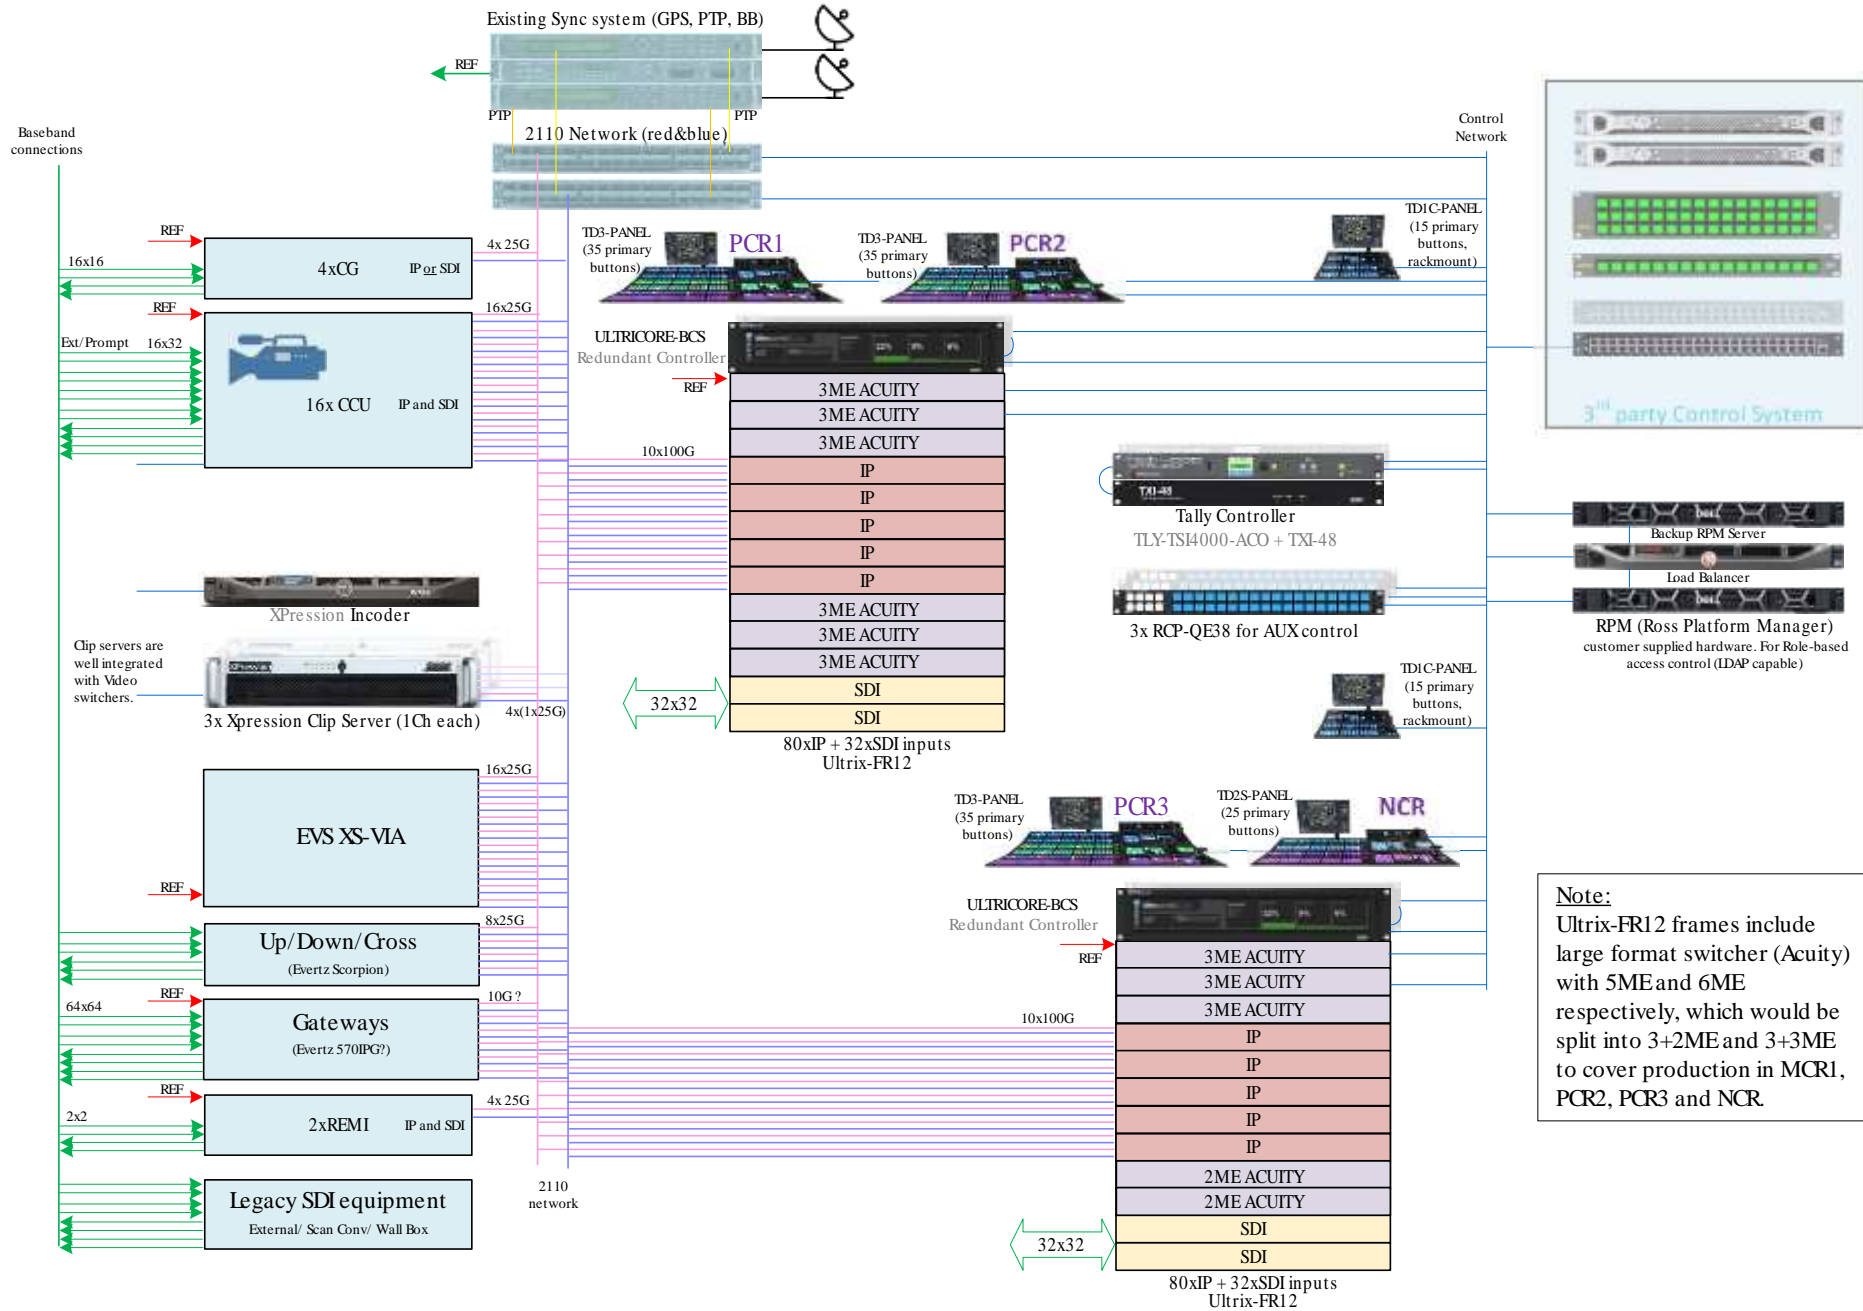 Existing Sync system (GPS, PTP, BB)
REF
PTP
PTP
2110 Network (red&blue)
Baseband
connections
Control
Network
REF
16x16
4xCG
IP or SDI
4x 25G
REF
Ext/Prompt
16x32
16x CCU
IP and SDI
16x25G
TD3-PANEL
(35 primary
buttons)
PCR1
TD3-PANEL
(35 primary
buttons)
PCR2
TD1C-PANEL
(15 primary
buttons,
rackmount)
ULTRICORE-BCS
Redundant Controller
REF
3ME ACUITY
3ME ACUITY
3ME ACUITY
10x100G
IP
IP
IP
IP
IP
3ME ACUITY
3ME ACUITY
3ME ACUITY
SDI
SDI
32x32
80xIP + 32xSDI inputs
Ultrix-FR12
3rd party Control System
TXI-48
Tally Controller
TLY-TSI4000-ACO + TXI-48
3x RCP-QE38 for AUX control
Backup RPM Server
Load Balancer
RPM (Ross Platform Manager)
customer supplied hardware. For Role-based
access control (LDAP capable)
XPression Incoder
Clip servers are
well integrated
with Video
switchers.
XPression
3x Xpression Clip Server (1Ch each)
4x(1x25G)
TD1C-PANEL
(15 primary
buttons,
rackmount)
16x25G
EVS XS-VIA
REF
TD3-PANEL
(35 primary
buttons)
PCR3
TD2S-PANEL
(25 primary
buttons)
NCR
ULTRICORE-BCS
Redundant Controller
REF
8x25G
Up/Down/Cross
(Evertz Scorpion)
REF
64x64
10G ?
Gateways
(Evertz 570IPG?)
REF
2x2
2xREMI
IP and SDI
4x 25G
Legacy SDI equipment
External/ Scan Conv/ Wall Box
2110
network
3ME ACUITY
3ME ACUITY
3ME ACUITY
10x100G
IP
IP
IP
IP
IP
2ME ACUITY
2ME ACUITY
SDI
SDI
32x32
80xIP + 32xSDI inputs
Ultrix-FR12
Note:
Ultrix-FR12 frames include
large format switcher (Acuity)
with 5ME and 6ME
respectively, which would be
split into 3+2ME and 3+3ME
to cover production in MCR1,
PCR2, PCR3 and NCR.